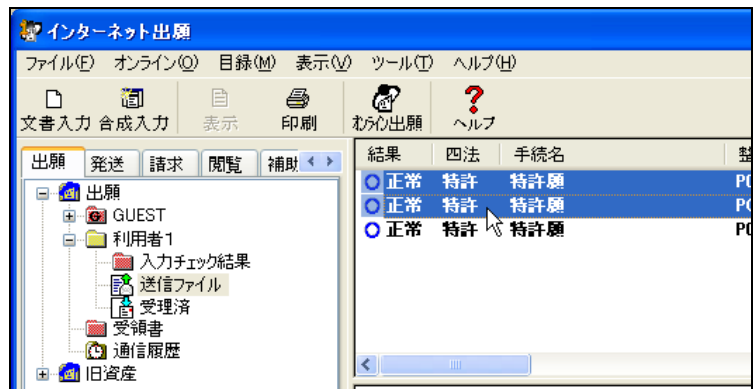 インターネット出願
ファイル(F) オンライン(O) 目録(M) 表示(V) ツール(T) ヘルプ(H)
文書入力 合成入力 表示 印刷 オンライン出願 ヘルプ
出願 発送 請求 閲覧 補助
結果 四法 手続名 整
出願
GUEST
利用者1
入力チェック結果
送信ファイル
受理済
受領書
通信履歴
旧資産
正常 特許 特許願 PO
正常 特許 特許願 PO
正常 特許 特許願 PO